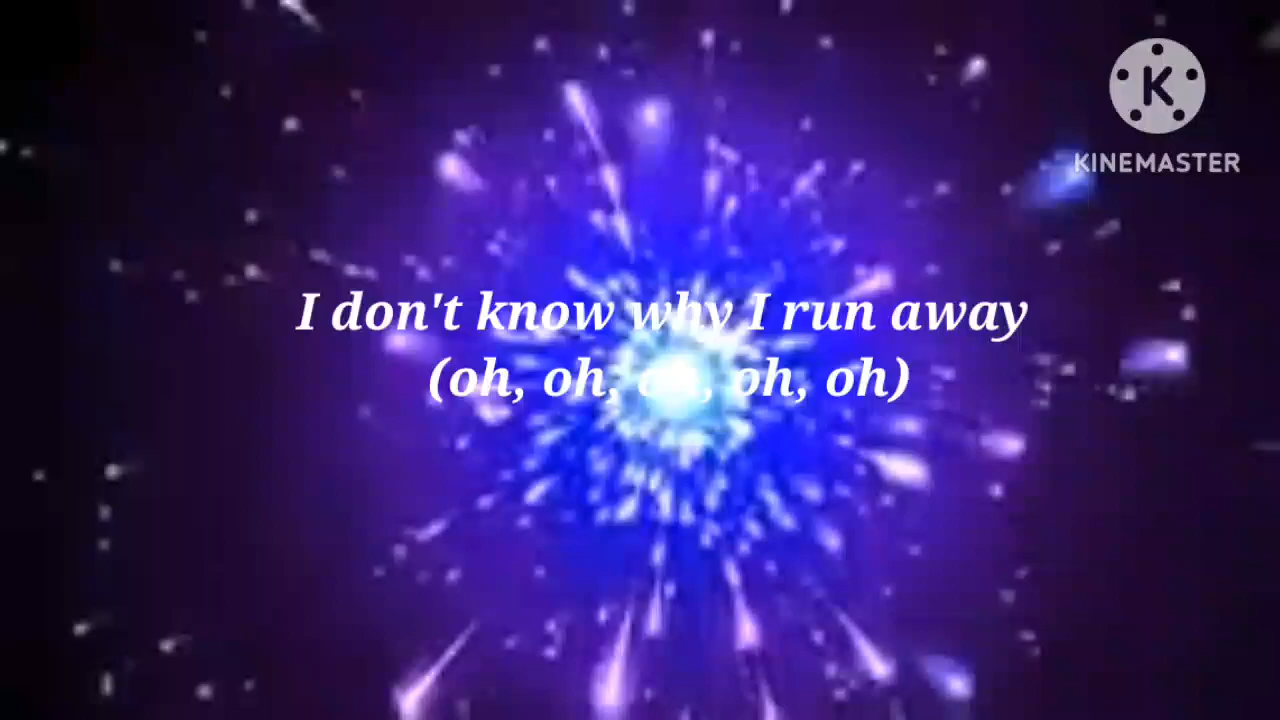 K
KINEMASTER
I don't know why I run away
(oh, oh, oh, oh, oh)